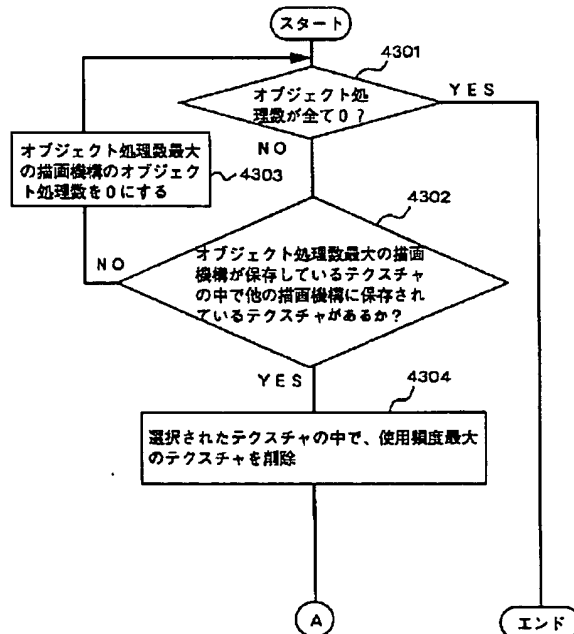 スタート
4301
オブジェクト処
理数が全て0?
YES
NO
オブジェクト処理数最大
の描画機構のオブジェク
ト処理数を0にする
4303
4302
NO
オブジェクト処理数最大の描画
機構が保存しているテクスチャ
の中で他の描画機構に保存され
ているテクスチャがあるか?
YES
4304
選択されたテクスチャの中で、使用頻度最大
のテクスチャを削除
A
エンド